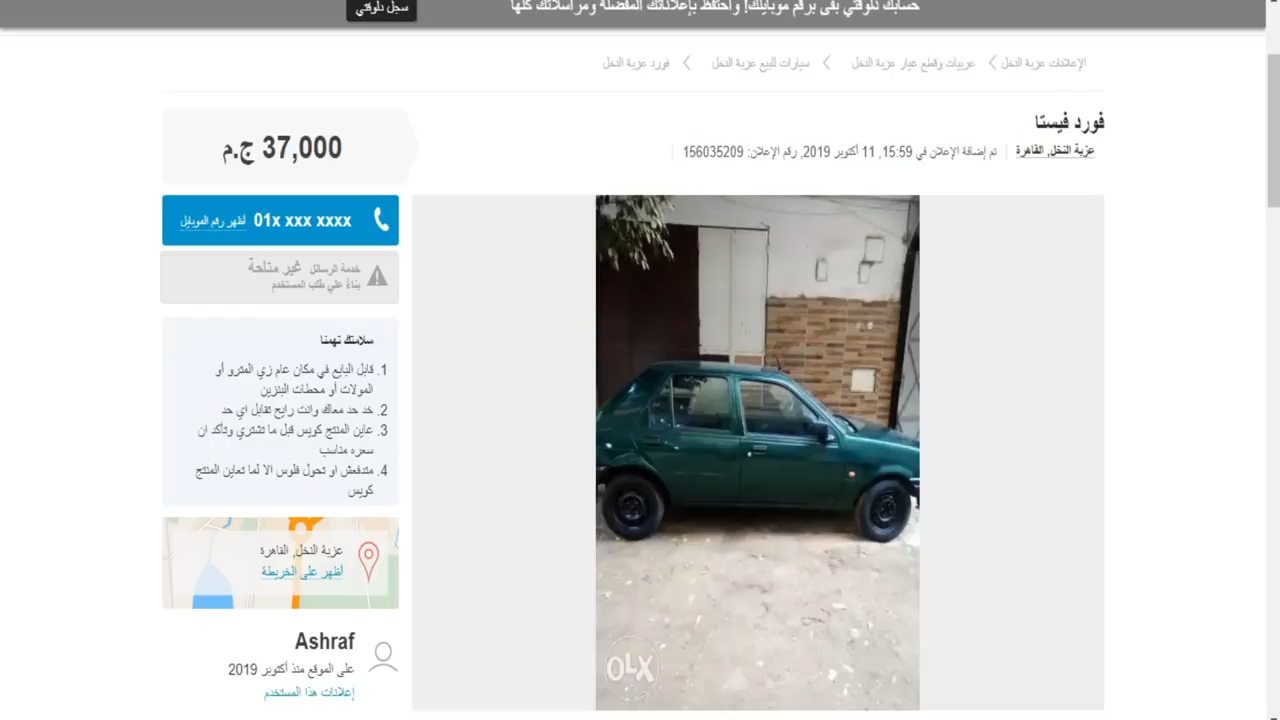 حسابك دلوقتي بقى برقم موبايلك! واحتفظ بإعلاناتك المفضلة ومراسلاتك كلها
سجل دلوقتي
الإعلانات عزبة النخل
عربيات وقطع غيار عزبة النخل
سيارات للبيع عزبة النخل
فورد عزبة النخل
فورد فيستا
عزبة النخل, القاهرة
تم إضافة الإعلان في 15:59, 11 أكتوبر 2019, رقم الإعلان: 156035209
37,000 ج.م
01x xxx xxxx أظهر رقم الموبايل
خدمة الرسائل غير متاحة
بناءً علي طلب المستخدم
سلامتك تهمنا
1. قابل البايع في مكان عام زي المترو أو
المولات أو محطات البنزين
2. خد حد معاك وانت رايح تقابل اي حد
3. عاين المنتج كويس قبل ما تشتري وتأكد ان
سعره مناسب
4. متدفعش او تحول فلوس الا لما تعاين المنتج
كويس
عزبة النخل, القاهرة
أظهر على الخريطة
Ashraf
على الموقع منذ أكتوبر 2019
إعلانات هذا المستخدم
OLX